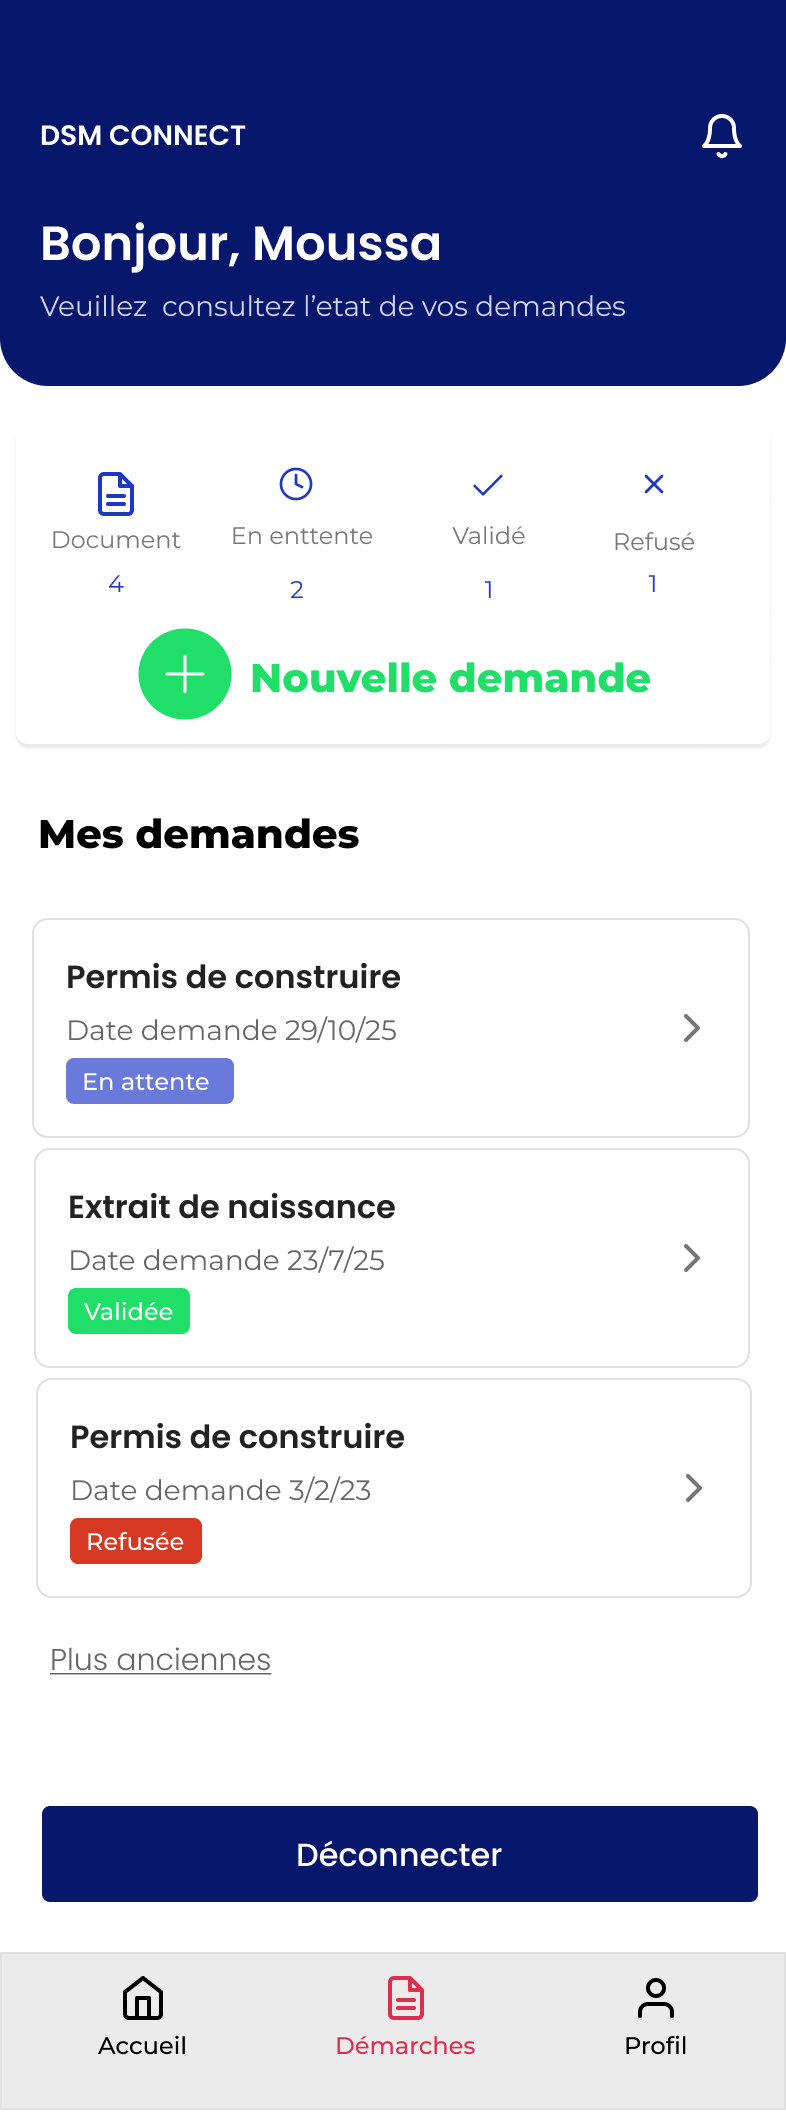 DSM CONNECT
Bonjour, Moussa
Veuillez  consultez l’etat de vos demandes
Document
En enttente
Validé
Refusé
4
2
1
1
Nouvelle demande
Mes demandes
Permis de construire
Date demande 29/10/25
En attente
Extrait de naissance
Date demande 23/7/25
Validée
Permis de construire
Date demande 3/2/23
Refusée
Plus anciennes
Déconnecter
Accueil
Démarches
Profil